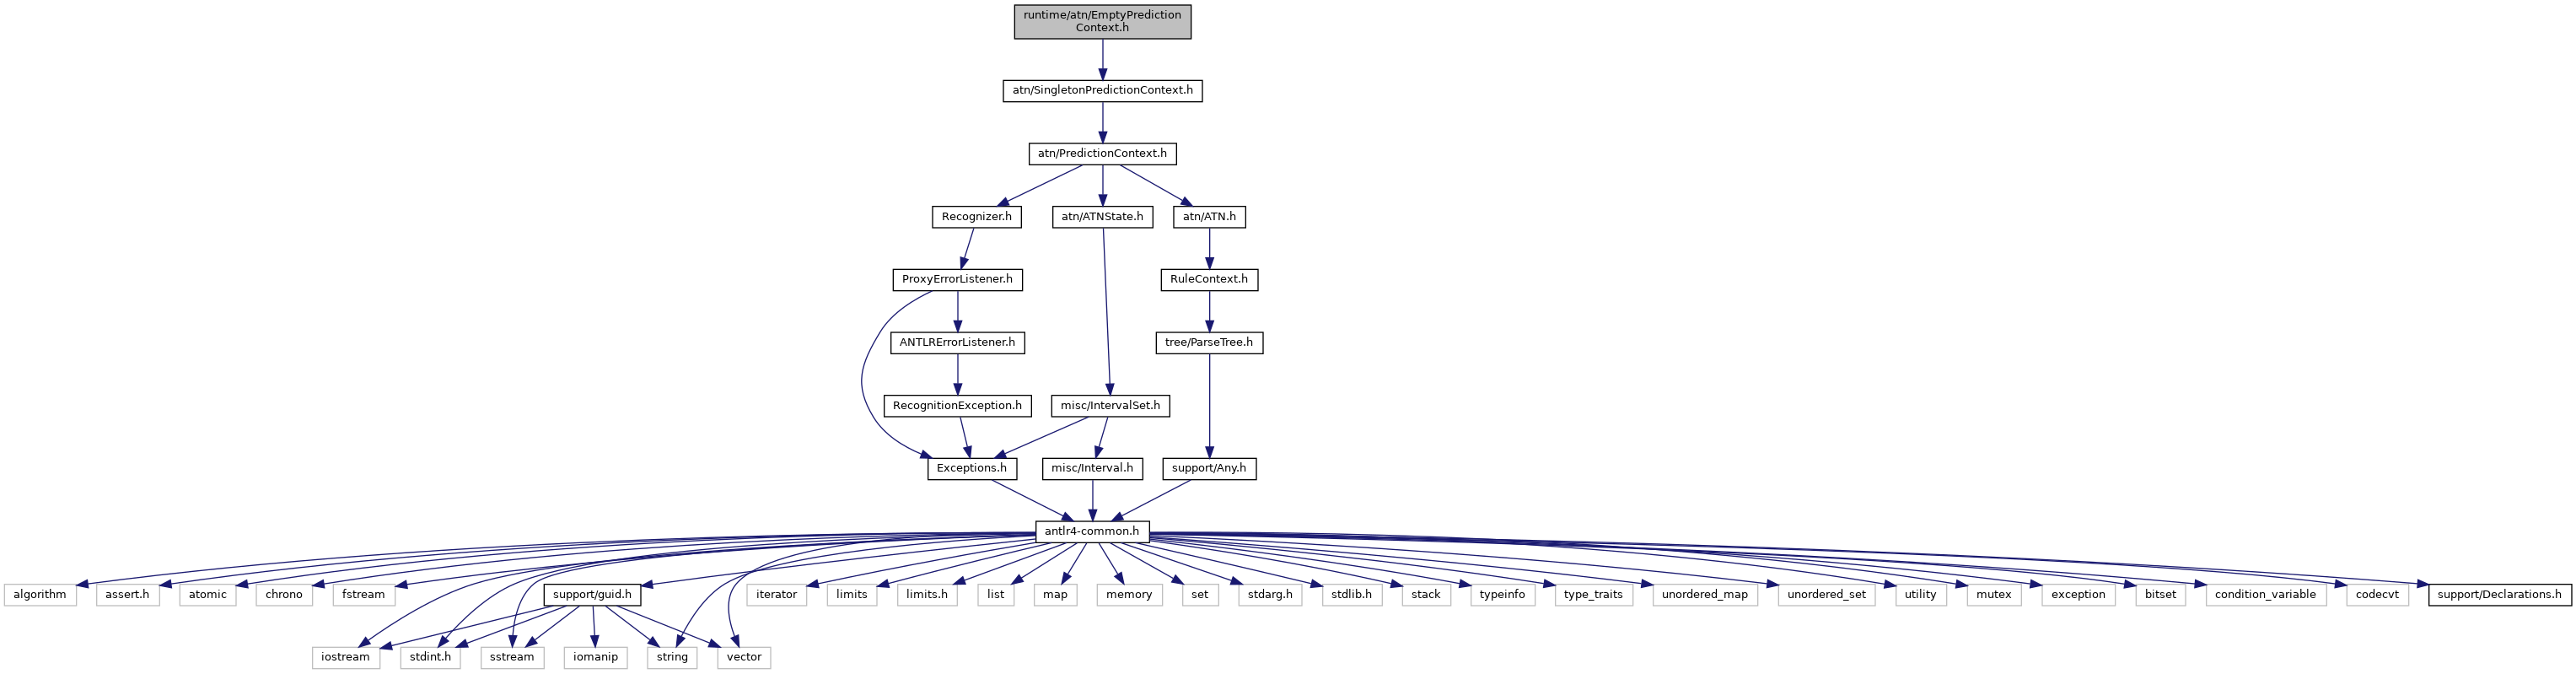 runtime/atn/EmptyPrediction
Context.h
atn/SingletonPredictionContext.h
atn/PredictionContext.h
Recognizer.h
atn/ATNState.h
atn/ATN.h
ProxyErrorListener.h
RuleContext.h
ANTLRErrorListener.h
tree/ParseTree.h
RecognitionException.h
misc/IntervalSet.h
Exceptions.h
misc/Interval.h
support/Any.h
antlr4-common.h
algorithm
assert.h
atomic
chrono
fstream
support/guid.h
iterator
limits
limits.h
list
map
memory
set
stdarg.h
stdlib.h
stack
typeinfo
type_traits
unordered_map
unordered_set
utility
mutex
exception
bitset
condition_variable
codecvt
support/Declarations.h
iostream
stdint.h
sstream
iomanip
string
vector